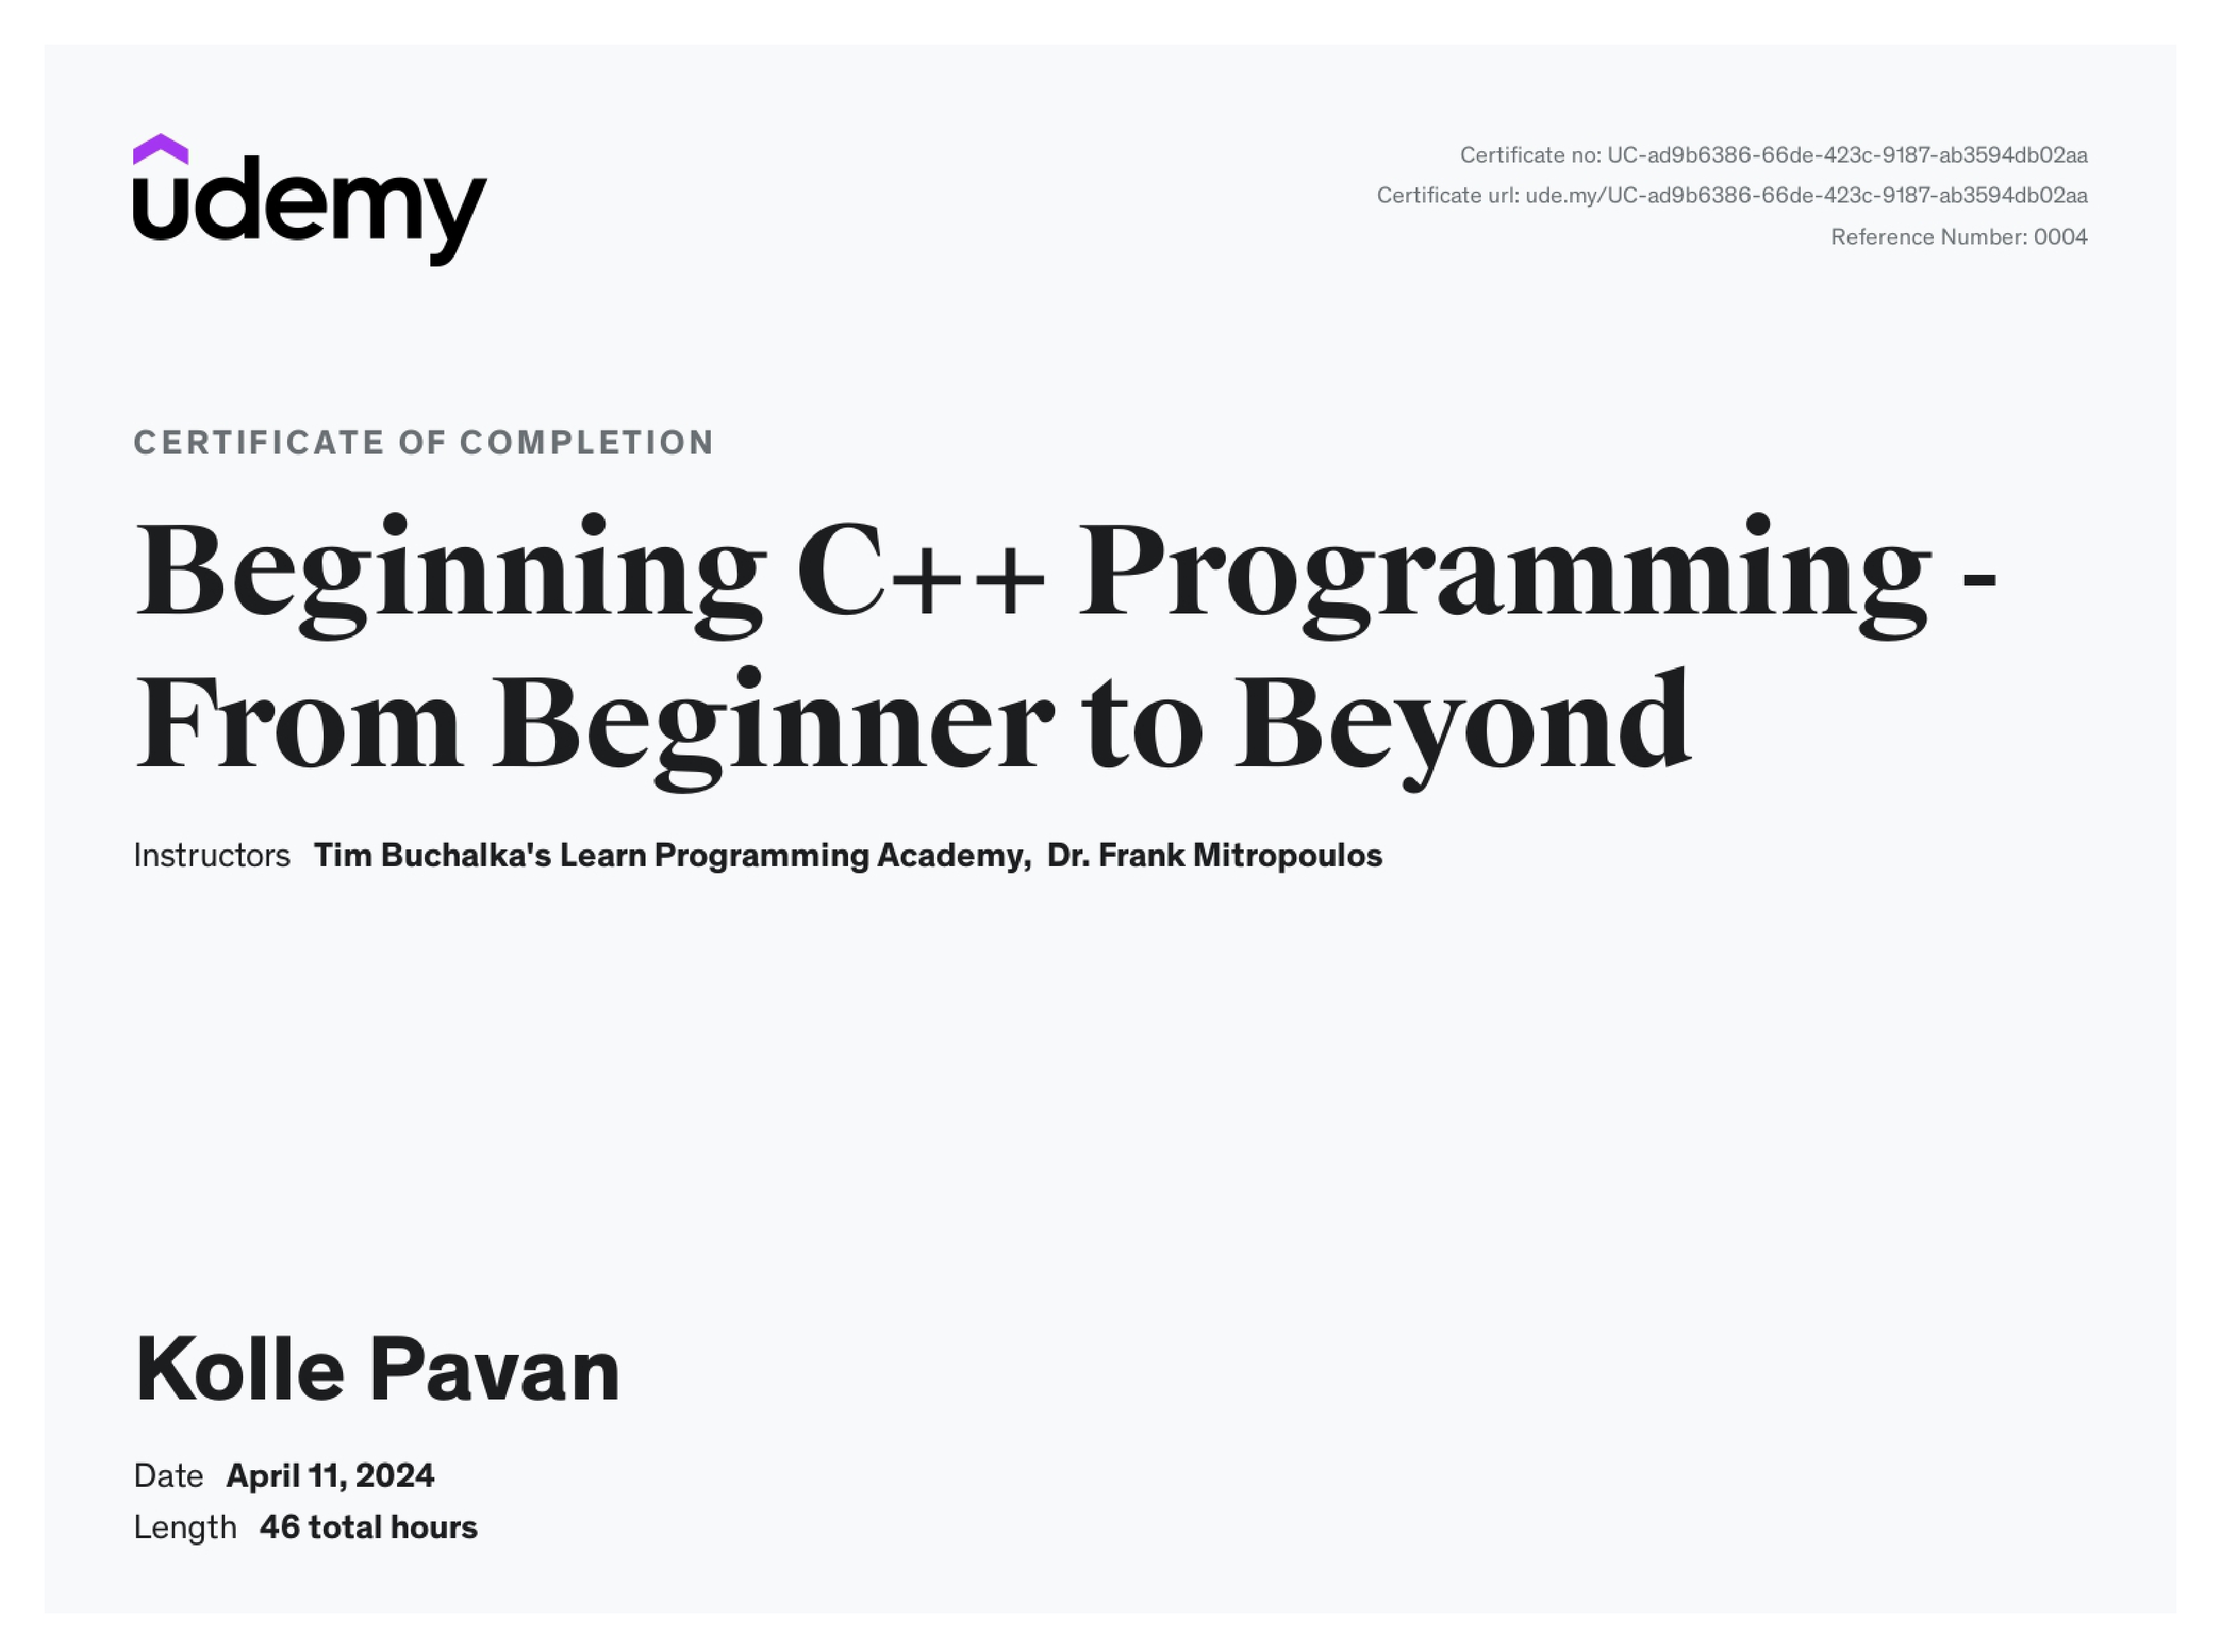 udemy
Certificate no: UC-ad9b6386-66de-423c-9187-ab3594db02aa
Certificate url: ude.my/UC-ad9b6386-66de-423c-9187-ab3594db02aa
Reference Number: 0004
CERTIFICATE OF COMPLETION
Beginning C++ Programming -
From Beginner to Beyond
Instructors Tim Buchalka's Learn Programming Academy, Dr. Frank Mitropoulos
Kolle Pavan
Date April 11, 2024
Length 46 total hours